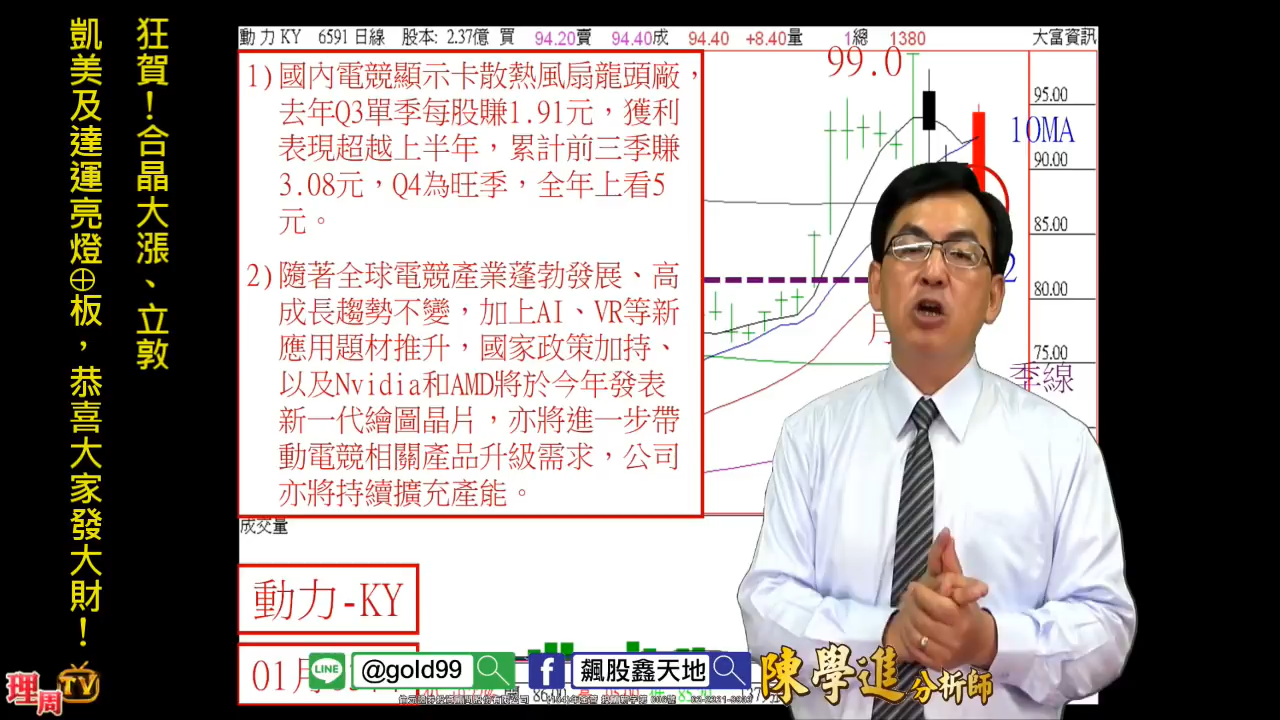 狂賀！合晶大漲、立敦
凱美及達運亮燈⊕板，恭喜大家發大財！
動力KY 6591 日線 股本: 2.37億 買 94.20賣 94.40成 94.40 +8.40量 1總 1380 大富資訊
1)國內電競顯示卡散熱風扇龍頭廠，
去年Q3單季每股賺1.91元，獲利
表現超越上半年，累計前三季賺
3.08元，Q4為旺季，全年上看5
元。
2)隨著全球電競產業蓬勃發展、高
成長趨勢不變，加上AI、VR等新
應用題材推升，國家政策加持、
以及Nvidia和AMD將於今年發表
新一代繪圖晶片，亦將進一步帶
動電競相關產品升級需求，公司
亦將持續擴充產能。
99.0
95.00
10MA
90.00
85.00
2
80.00
月
75.00
季線
成交量
動力-KY
01月
LINE @gold99
f 飆股鑫天地
陳學進 分析師
理周TV